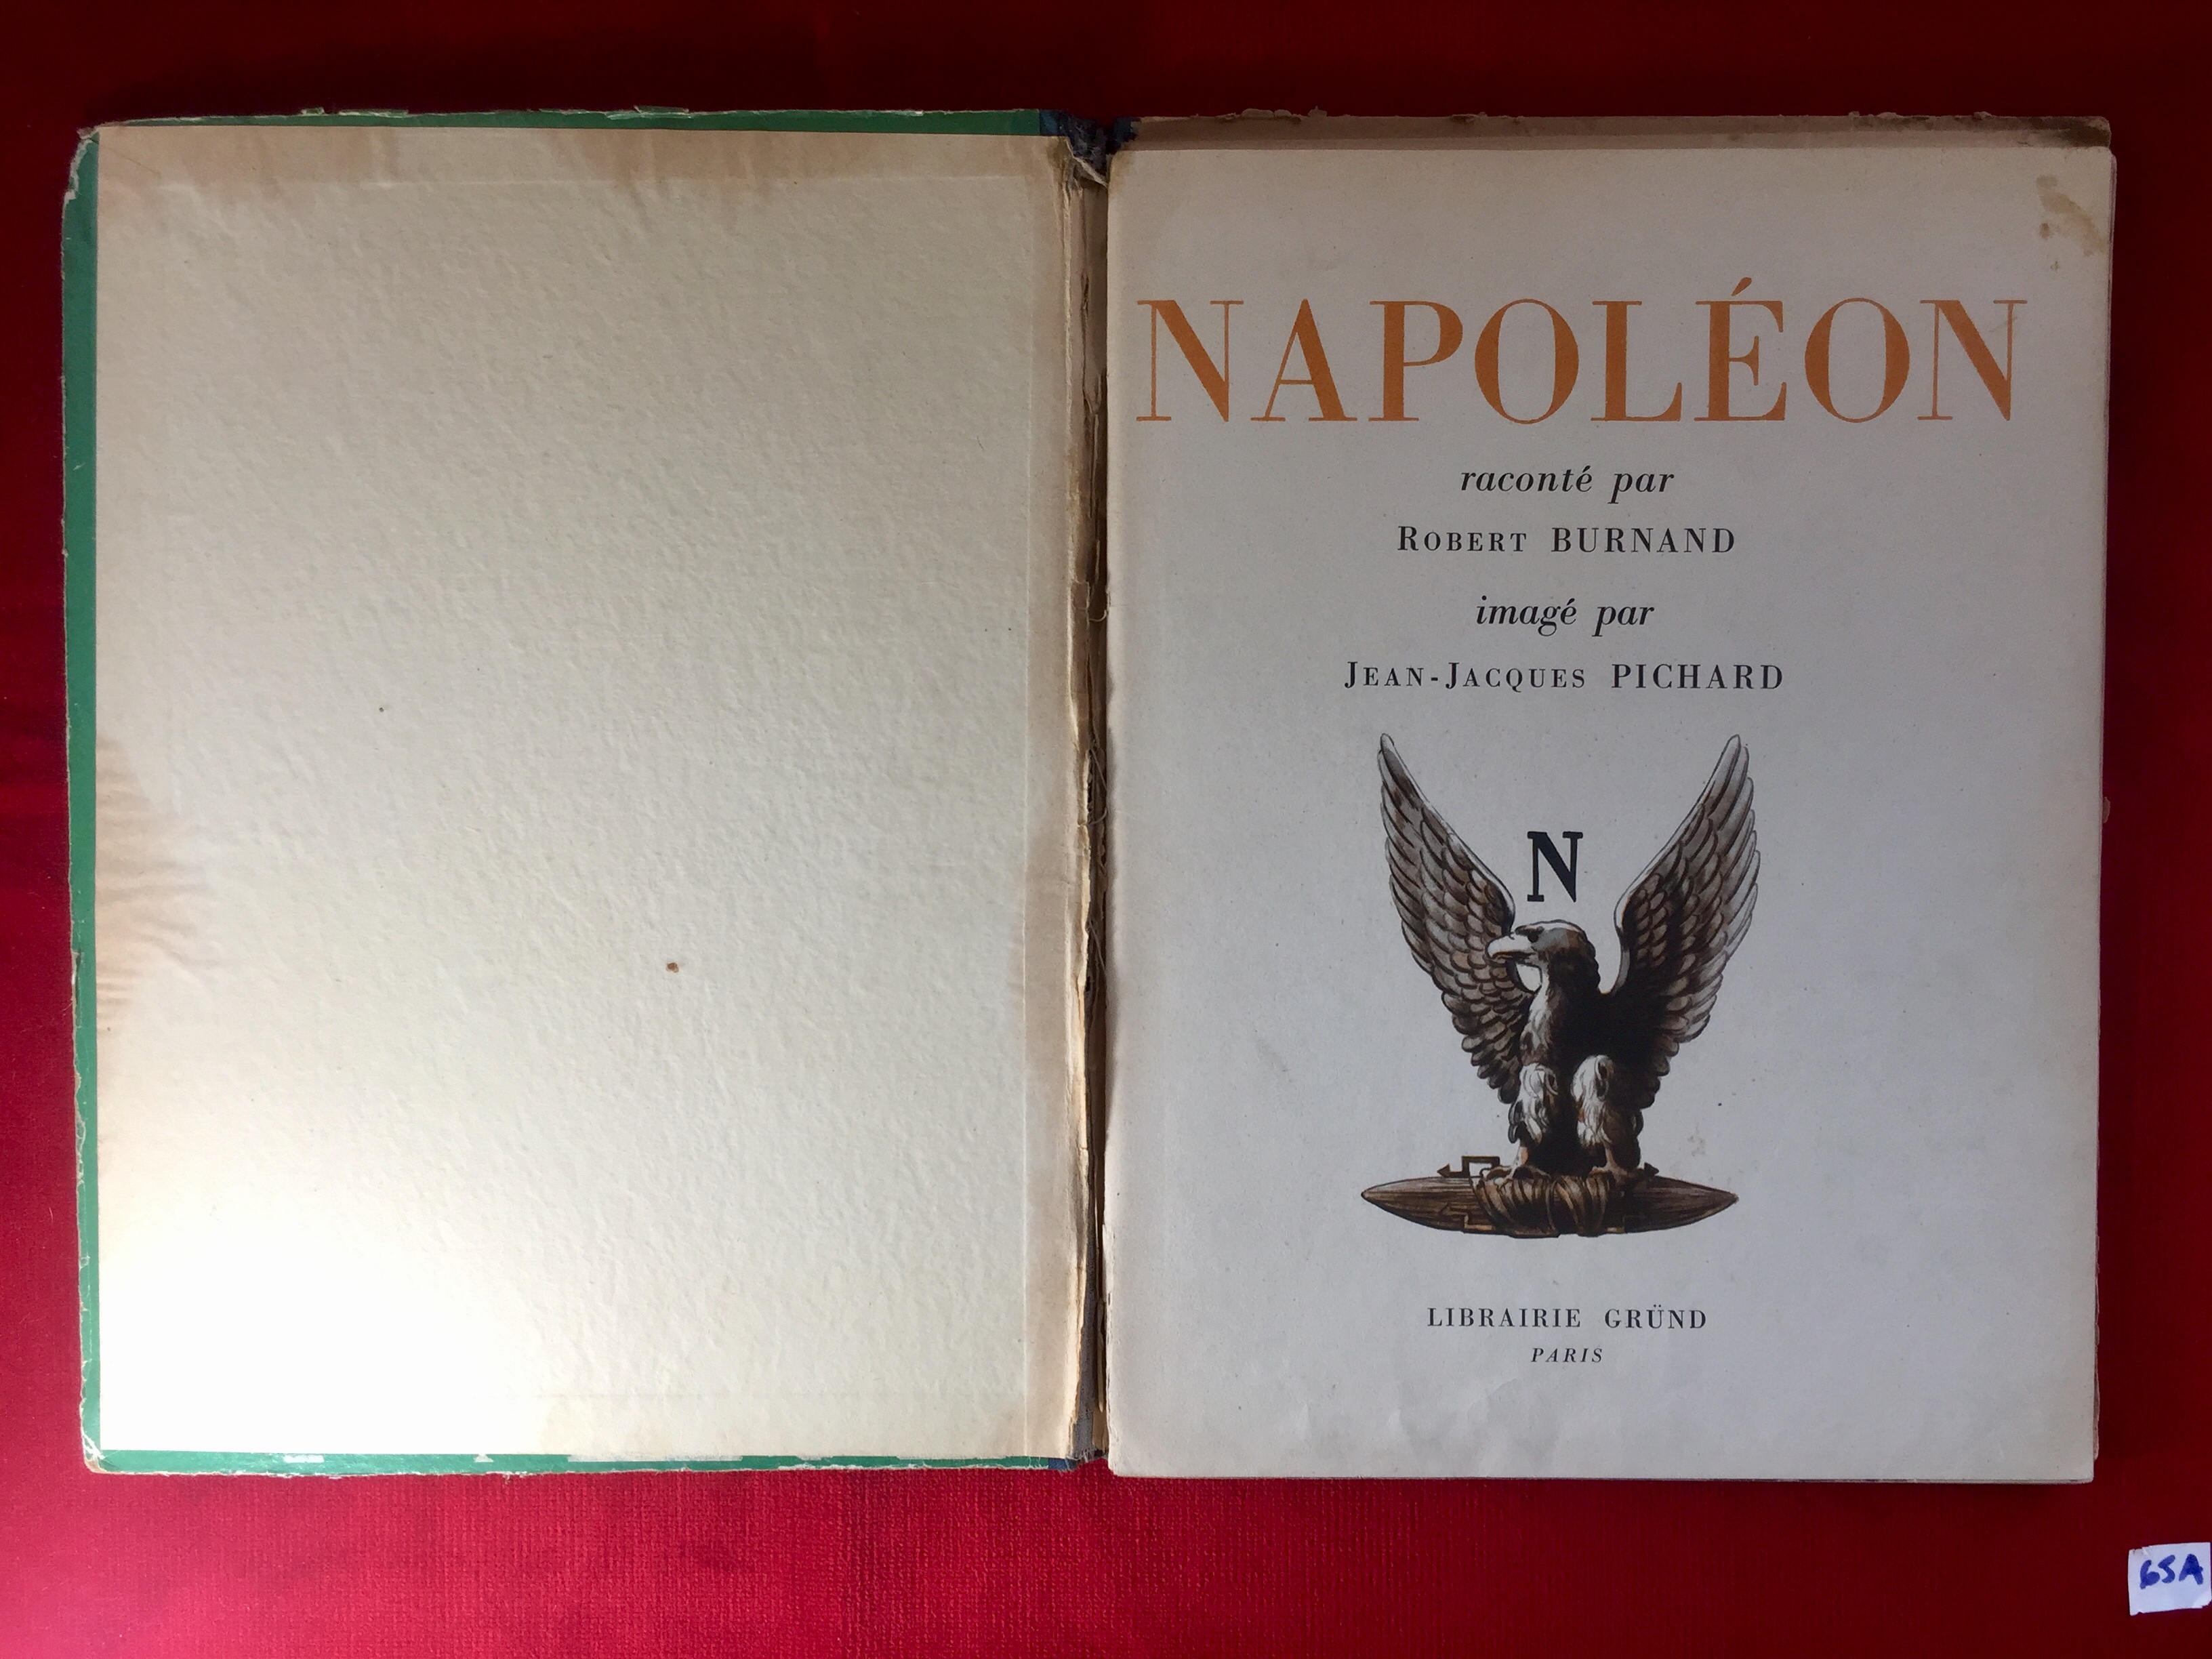 NAPOLÉON
raconté par
ROBERT BURNAND
imagé par
JEAN-JACQUES PICHARD
N
LIBRAIRIE GRÜND
PARIS
65A